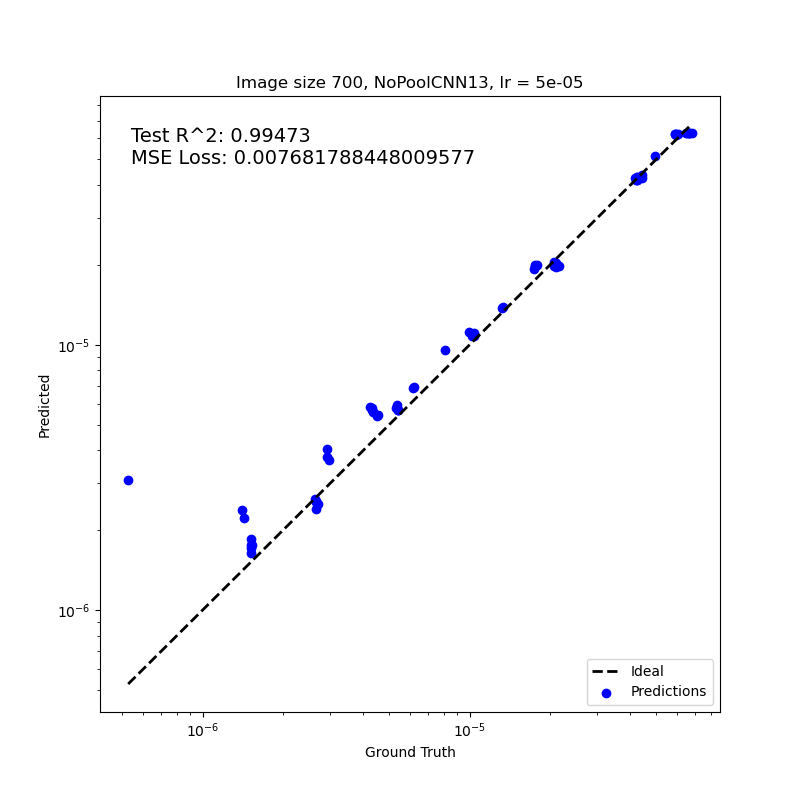 Image size 700, NoPoolCNN13, lr = 5e-05
Test R^2: 0.99473
MSE Loss: 0.007681788448009577
Predicted
10⁻⁵
10⁻⁶
Ideal
Predictions
10⁻⁶
10⁻⁵
Ground Truth